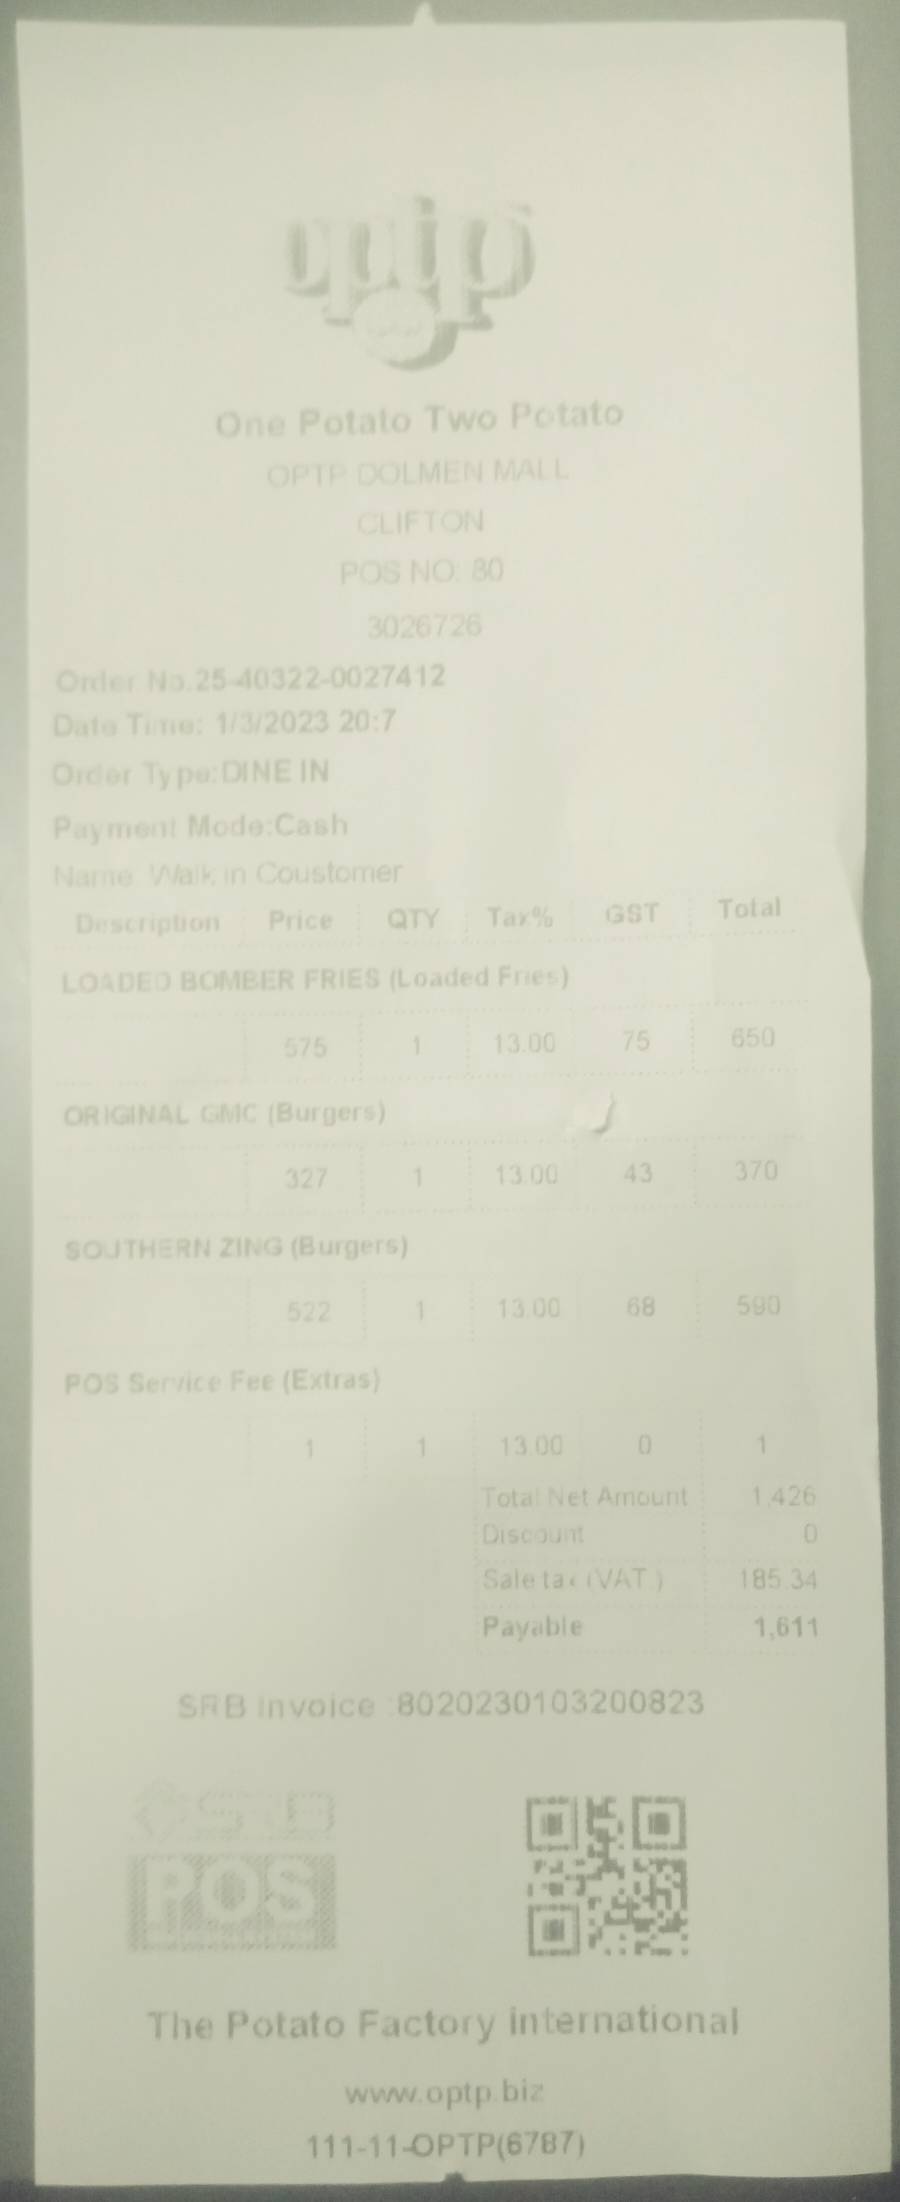 optp
One Potato Two Potato
OPTP DOLMEN MALL
CLIFTON
POS NO: 80
3026726
Order No.25-40322-0027412
Date Time: 1/3/2023 20:7
Order Type:DINE IN
Payment Mode:Cash
Name: Walk in Coustomer
Description Price QTY Tax% GST Total
LOADED BOMBER FRIES (Loaded Fries)
575 1 13.00 75 650
ORIGINAL GMC (Burgers)
327 1 13.00 43 370
SOUTHERN ZING (Burgers)
522 1 13.00 68 590
POS Service Fee (Extras)
1 1 13.00 0 1
Total Net Amount 1,426
Discount 0
Sale tax (VAT.) 185.34
Payable 1,611
SRB Invoice :8020230103200823
SRB
POS
The Potato Factory international
www.optp.biz
111-11-OPTP(6787)